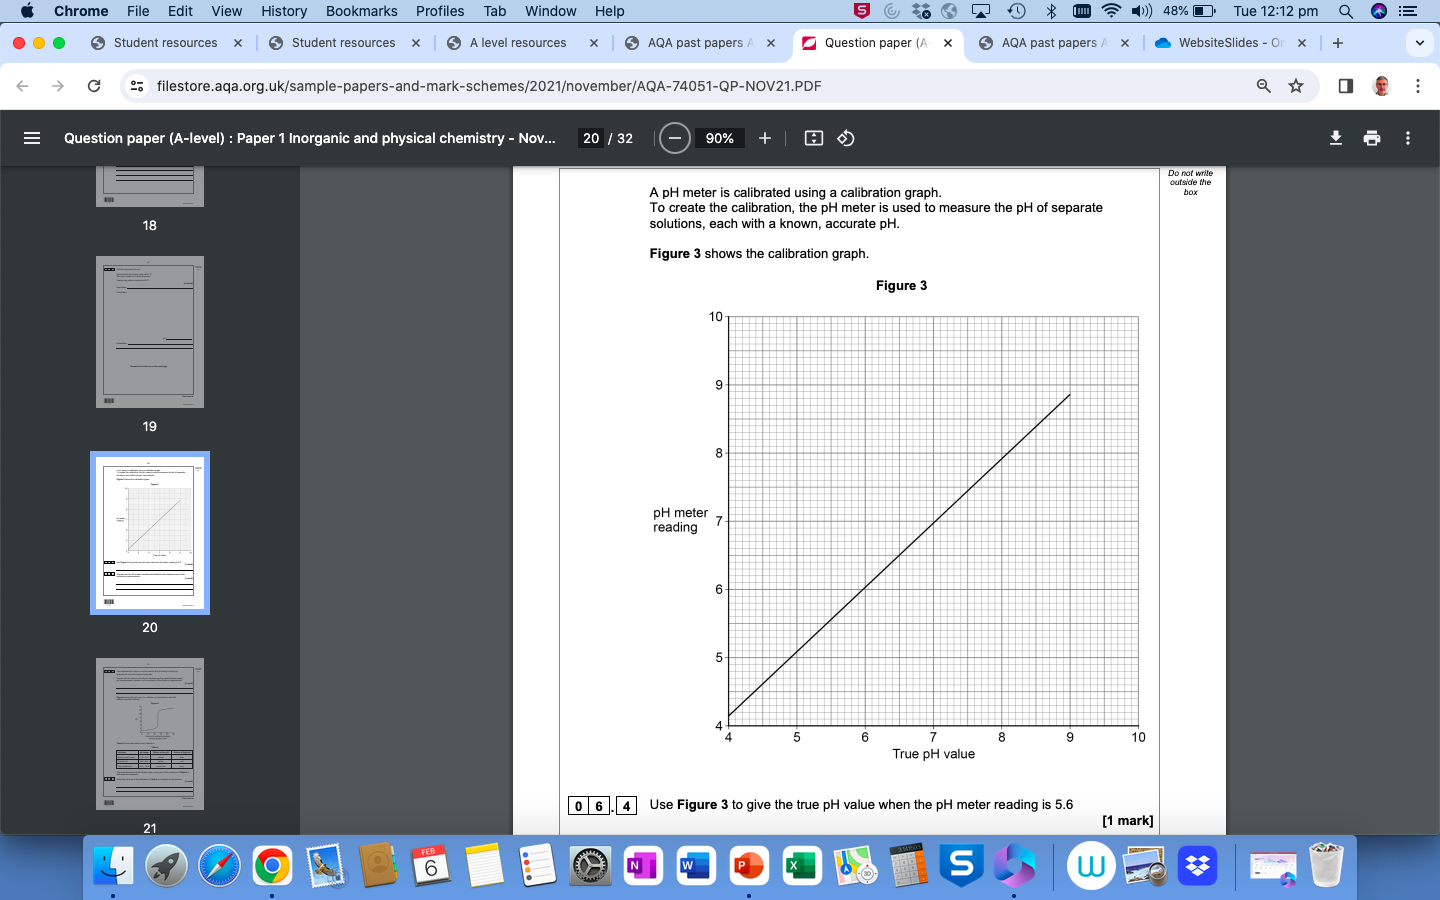 Chrome File Edit View History Bookmarks Profiles Tab Window Help 48% Tue 12:12 pm
Student resources Student resources A level resources AQA past papers A Question paper (A- AQA past papers A WebsiteSlides - Or
filestore.aqa.org.uk/sample-papers-and-mark-schemes/2021/november/AQA-74051-QP-NOV21.PDF
Question paper (A-level) : Paper 1 Inorganic and physical chemistry - Nov... 20 / 32 90%
18
19
20
21
Do not write
outside the
box
A pH meter is calibrated using a calibration graph.
To create the calibration, the pH meter is used to measure the pH of separate
solutions, each with a known, accurate pH.
Figure 3 shows the calibration graph.
Figure 3
10
9
8
pH meter
reading
7
6
5
4
4 5 6 7 8 9 10
True pH value
0 6 . 4 Use Figure 3 to give the true pH value when the pH meter reading is 5.6
[1 mark]
FEB
6
N W P X 3D S W